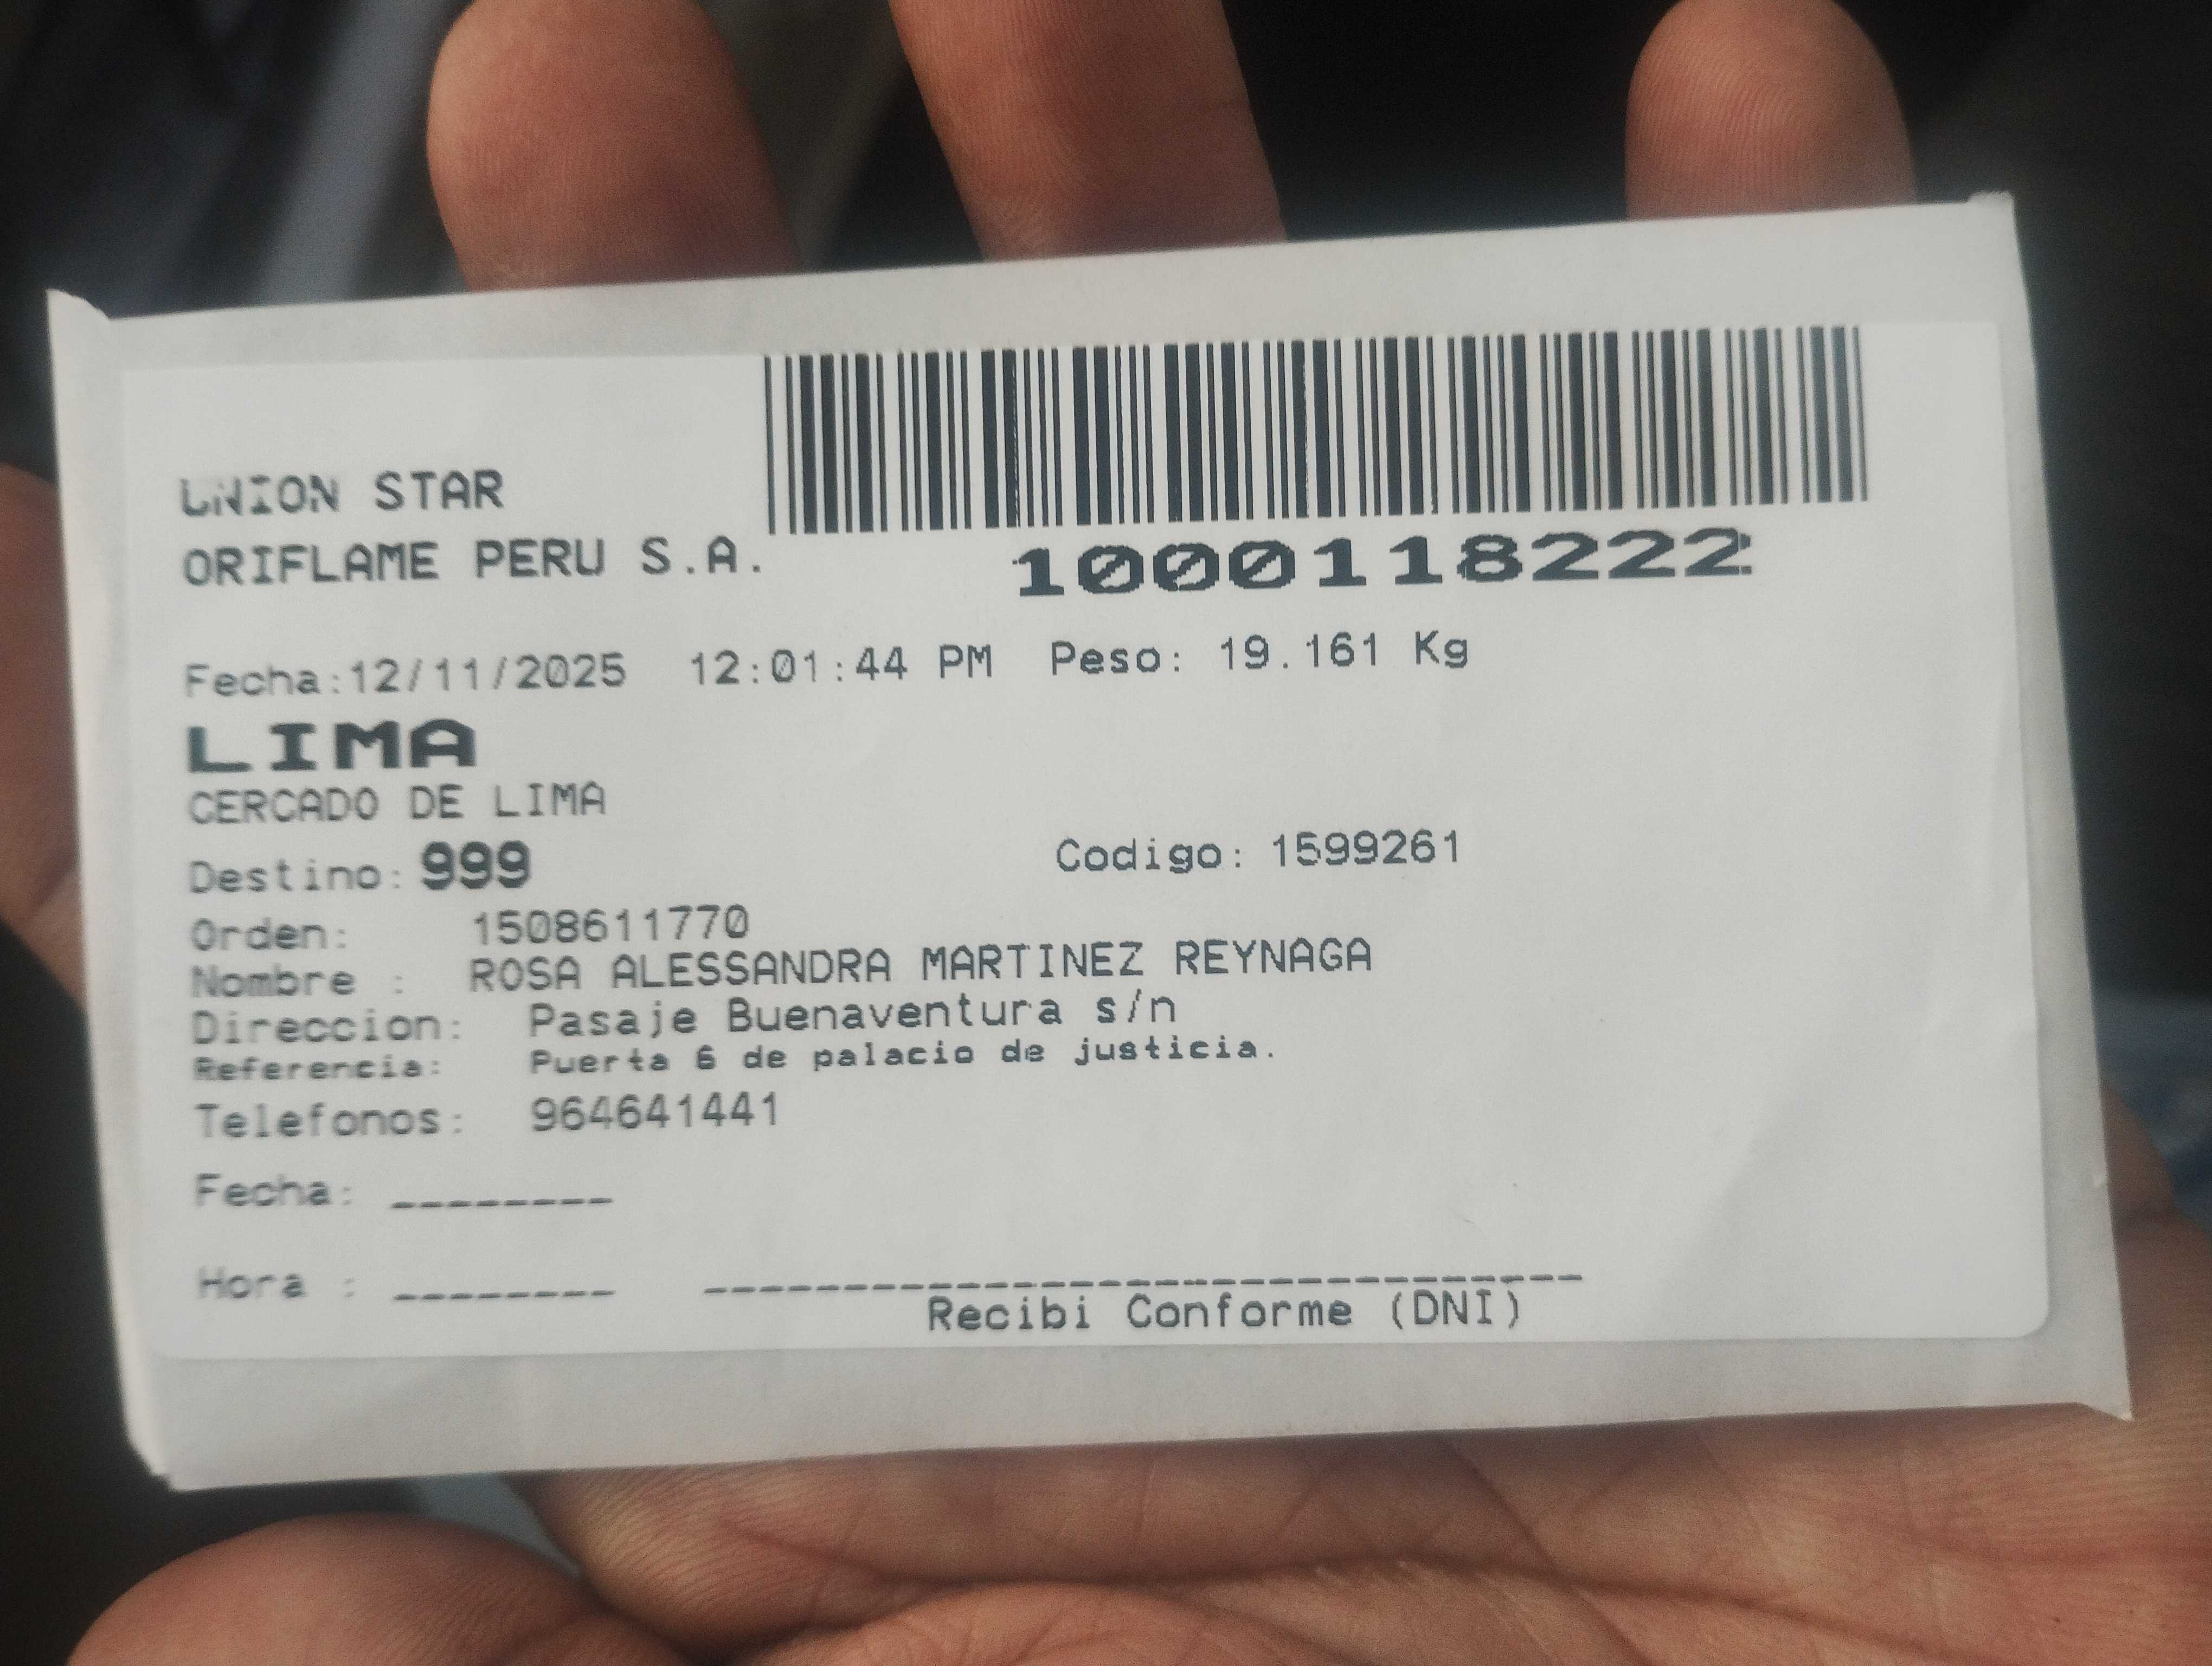 UNION STAR
ORIFLAME PERU S.A.
1000118222
Fecha:12/11/2025 12:01:44 PM Peso: 19.161 Kg
LIMA
CERCADO DE LIMA
Destino: 999 Codigo: 1599261
Orden: 1508611770
Nombre : ROSA ALESSANDRA MARTINEZ REYNAGA
Direccion: Pasaje Buenaventura s/n
Referencia: Puerta 6 de palacio de justicia.
Telefonos: 964641441
Fecha: ________
Hora : ________ ________________________________
Recibi Conforme (DNI)